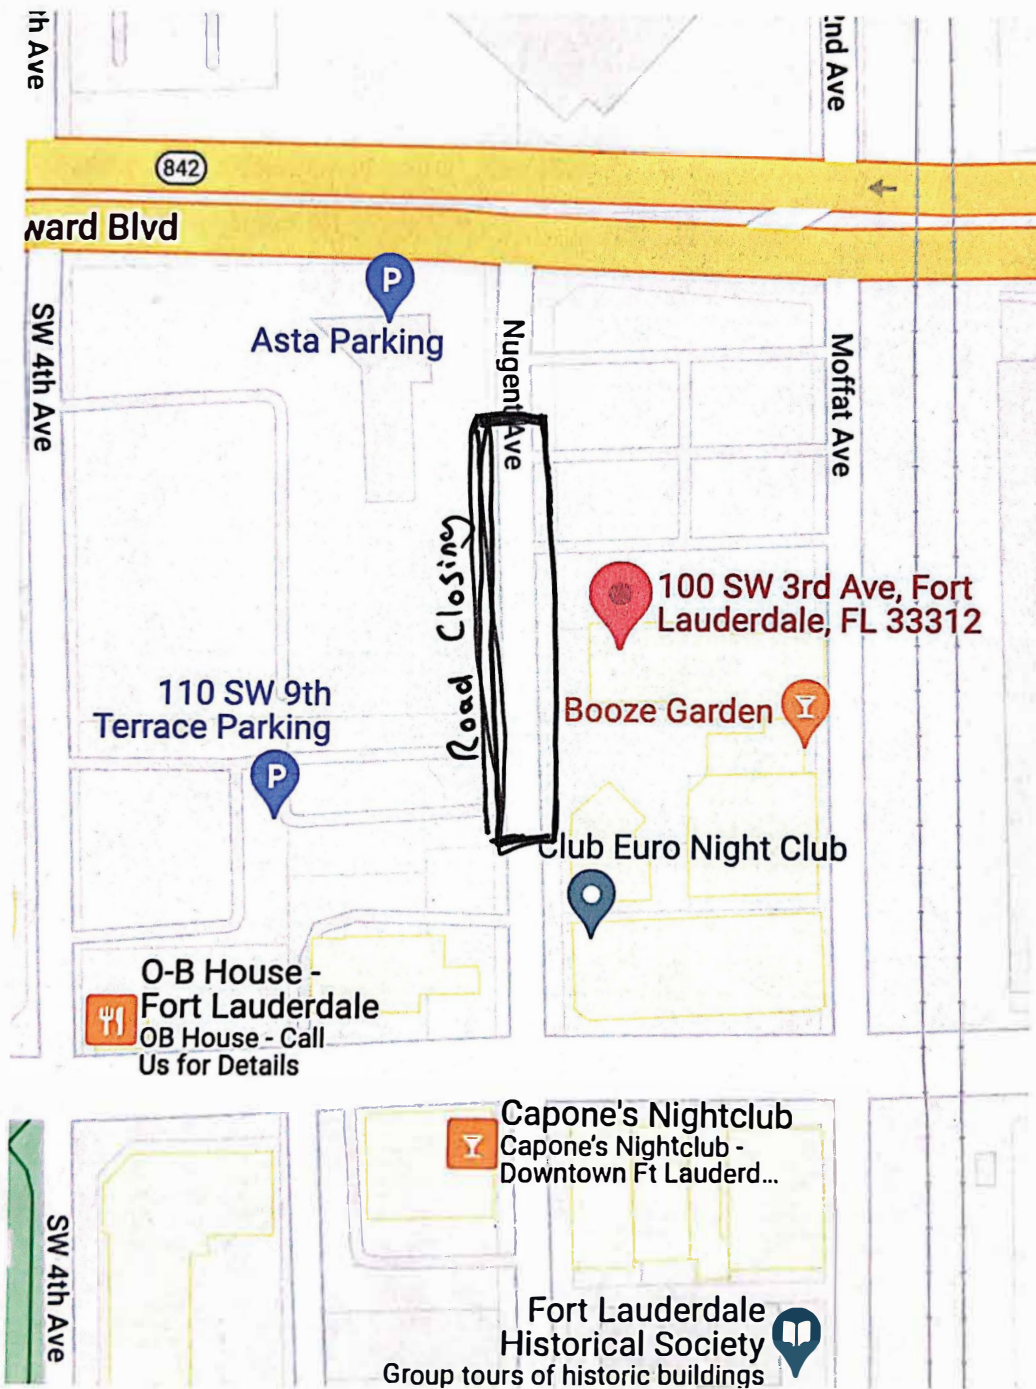 th Ave
2nd Ave
842
ward Blvd
SW 4th Ave
Asta Parking
Nugent Ave
Moffat Ave
Road Closing
100 SW 3rd Ave, Fort
Lauderdale, FL 33312
110 SW 9th
Terrace Parking
Booze Garden
Club Euro Night Club
O-B House -
Fort Lauderdale
OB House - Call
Us for Details
Capone's Nightclub
Capone's Nightclub -
Downtown Ft Lauderd...
SW 4th Ave
Fort Lauderdale
Historical Society
Group tours of historic buildings